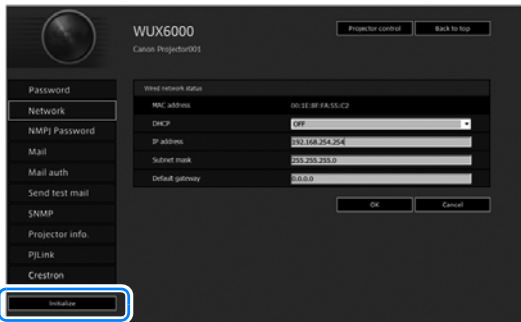 WUX6000
Canon Projector001
Projector control
Back to top
Password
Network
NMPJ Password
Mail
Mail auth
Send test mail
SNMP
Projector info.
PJLink
Crestron
Initialize
Wired network status
MAC address 00:1E:8F:FA:55:C2
DHCP OFF
IP address 192.168.254.254
Subnet mask 255.255.255.0
Default gateway 0.0.0.0
OK
Cancel